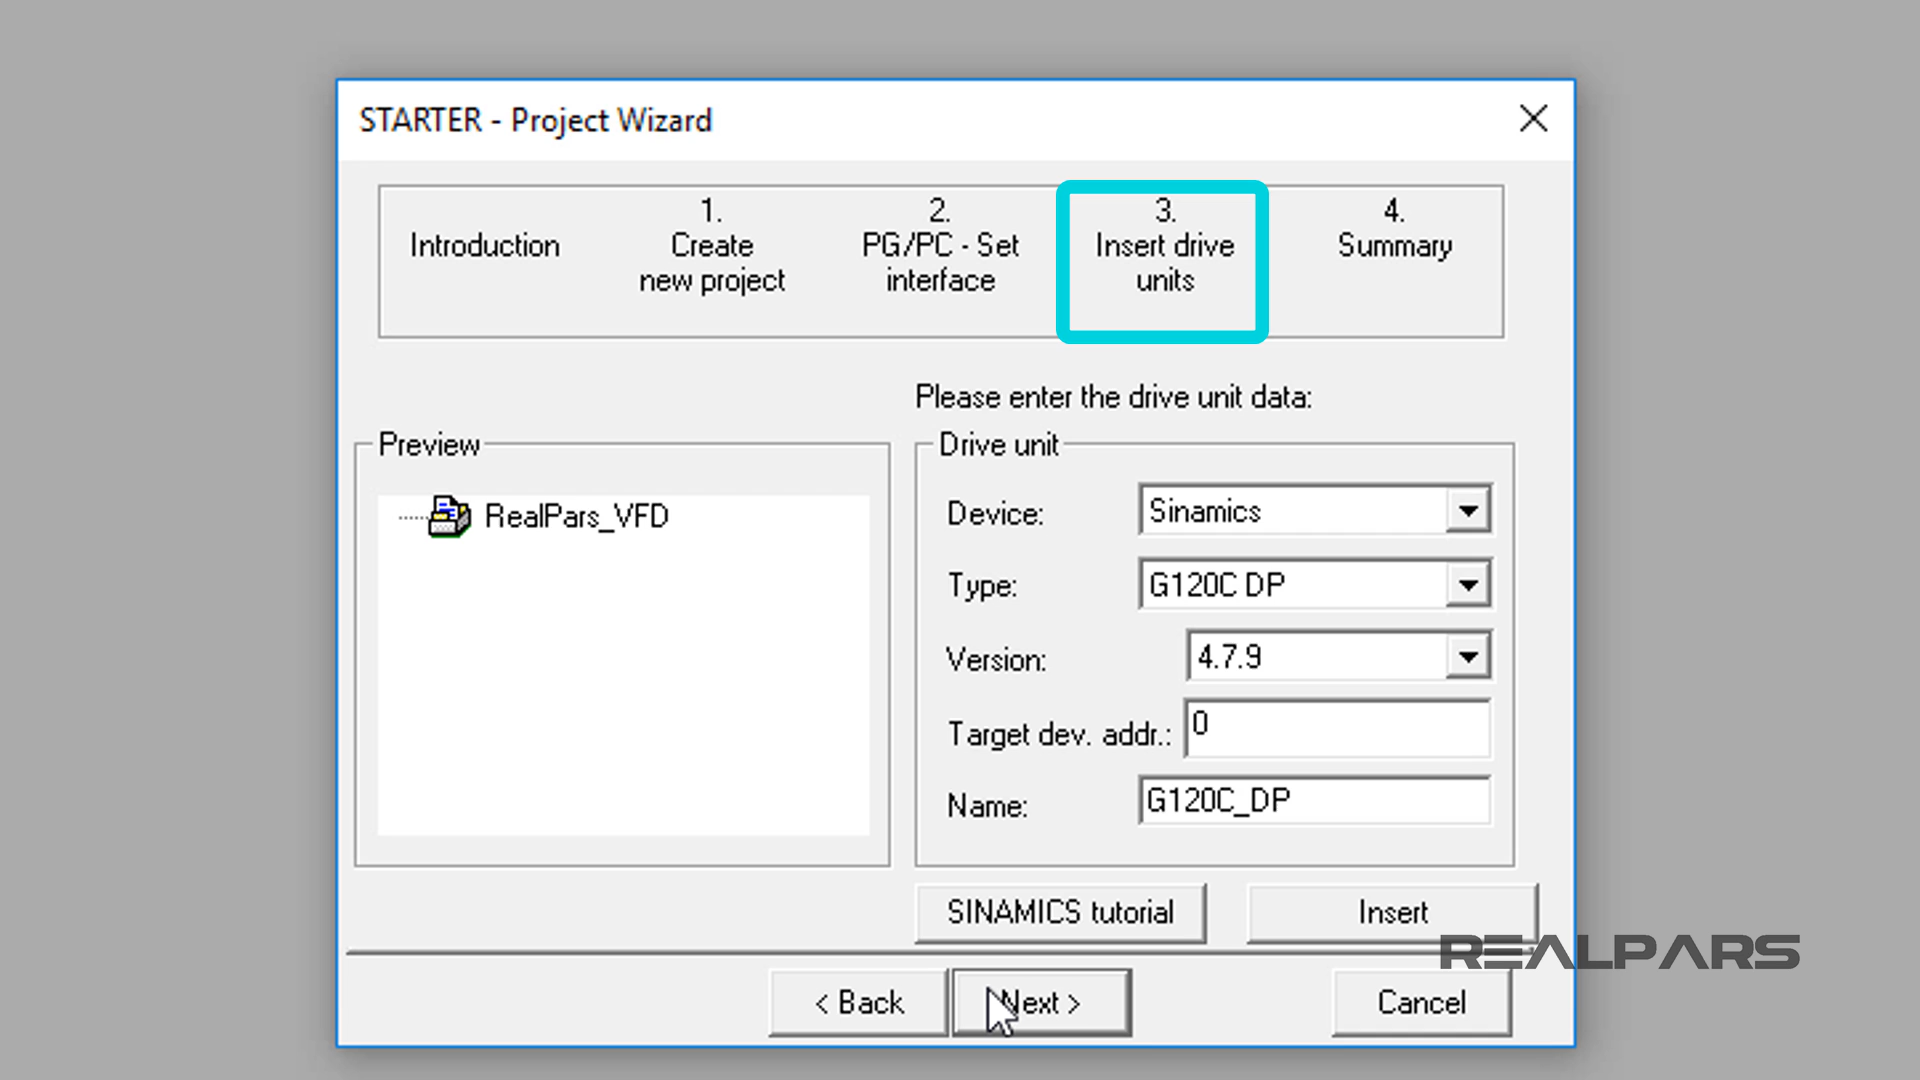 STARTER - Project Wizard
Introduction
1.
Create
new project
2.
PG/PC - Set
interface
3.
Insert drive
units
4.
Summary
Please enter the drive unit data:
Preview
RealPars_VFD
Drive unit
Device:
Sinamics
Type:
G120C DP
Version:
4.7.9
Target dev. addr.:
0
Name:
G120C_DP
SINAMICS tutorial
Insert
REALPARS
< Back
Next >
Cancel